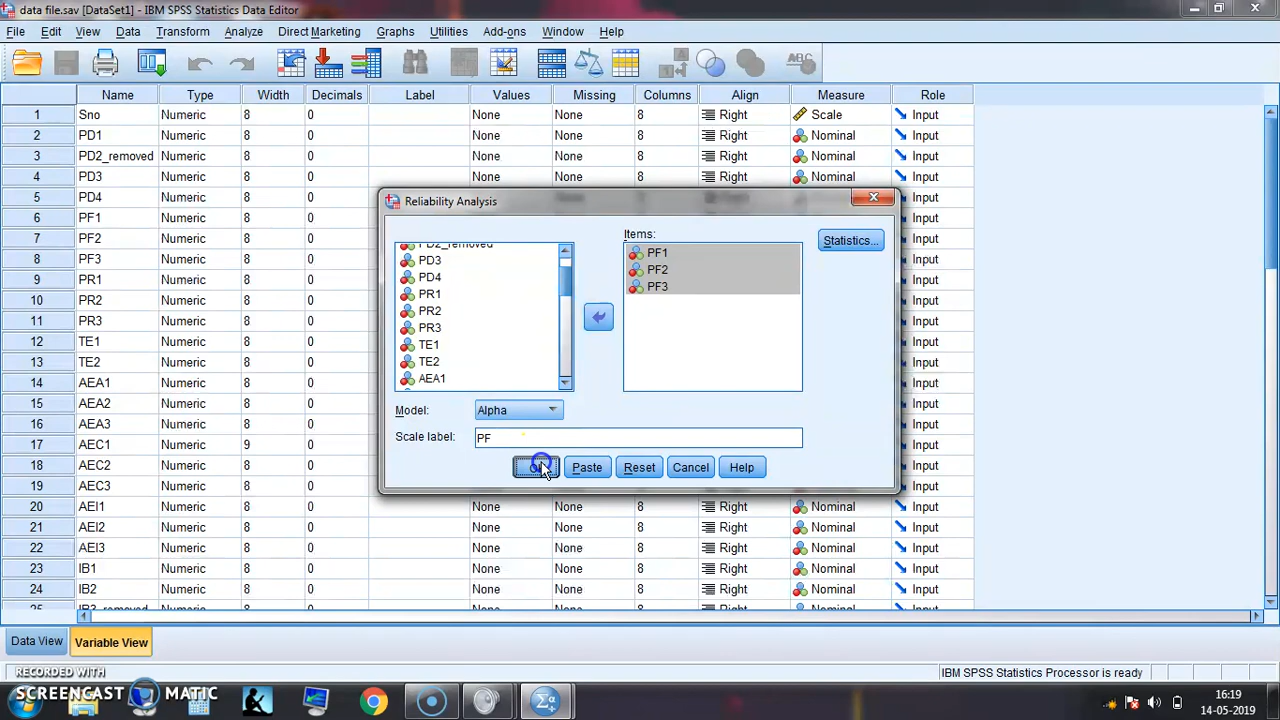 data file.sav [DataSet1] - IBM SPSS Statistics Data Editor
File Edit View Data Transform Analyze Direct Marketing Graphs Utilities Add-ons Window Help
Name Type Width Decimals Label Values Missing Columns Align Measure Role
1 Sno Numeric 8 0 None None 8 Right Scale Input
2 PD1 Numeric 8 0 None None 8 Right Nominal Input
3 PD2_removed Numeric 8 0 None None 8 Right Nominal Input
4 PD3 Numeric 8 0 None None 8 Right Nominal Input
5 PD4 Numeric 8 0 Input
6 PF1 Numeric 8 0 Input
7 PF2 Numeric 8 0 Input
8 PF3 Numeric 8 0 Input
9 PR1 Numeric 8 0 Input
10 PR2 Numeric 8 0 Input
11 PR3 Numeric 8 0 Input
12 TE1 Numeric 8 0 Input
13 TE2 Numeric 8 0 Input
14 AEA1 Numeric 8 0 Input
15 AEA2 Numeric 8 0 Input
16 AEA3 Numeric 8 0 Input
17 AEC1 Numeric 9 0 Input
18 AEC2 Numeric 8 0 Input
19 AEC3 Numeric 8 0 Input
20 AEI1 Numeric 8 0 None None 8 Right Nominal Input
21 AEI2 Numeric 8 0 None None 8 Right Nominal Input
22 AEI3 Numeric 8 0 None None 8 Right Nominal Input
23 IB1 Numeric 8 0 None None 8 Right Nominal Input
24 IB2 Numeric 8 0 None None 8 Right Nominal Input
25 IB3_removed Numeric 8 0 None None 8 Right Nominal Input
Reliability Analysis
PD2_removed
PD3
PD4
PR1
PR2
PR3
TE1
TE2
AEA1
Items:
PF1
PF2
PF3
Statistics...
Model: Alpha
Scale label: PF
Paste Reset Cancel Help
Data View Variable View
IBM SPSS Statistics Processor is ready
RECORDED WITH
SCREENCAST MATIC
16:19
14-05-2019